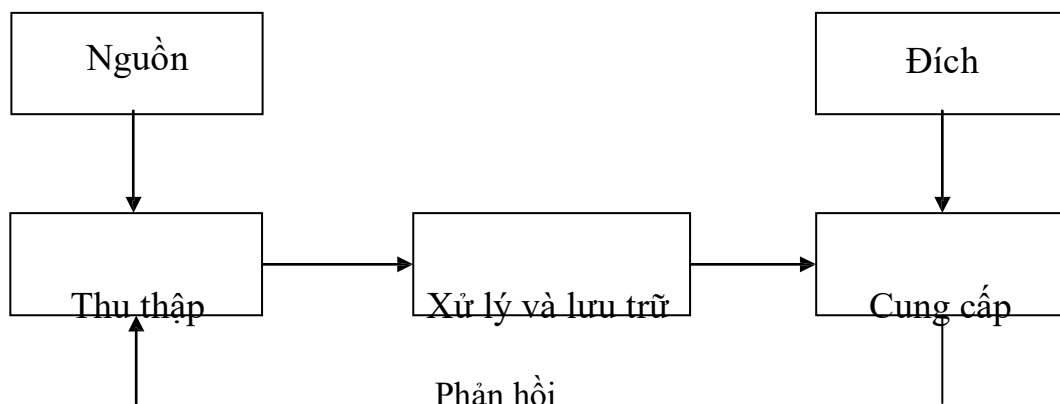 Nguồn
Đích
Thu thập
Xử lý và lưu trữ
Cung cấp
Phản hồi